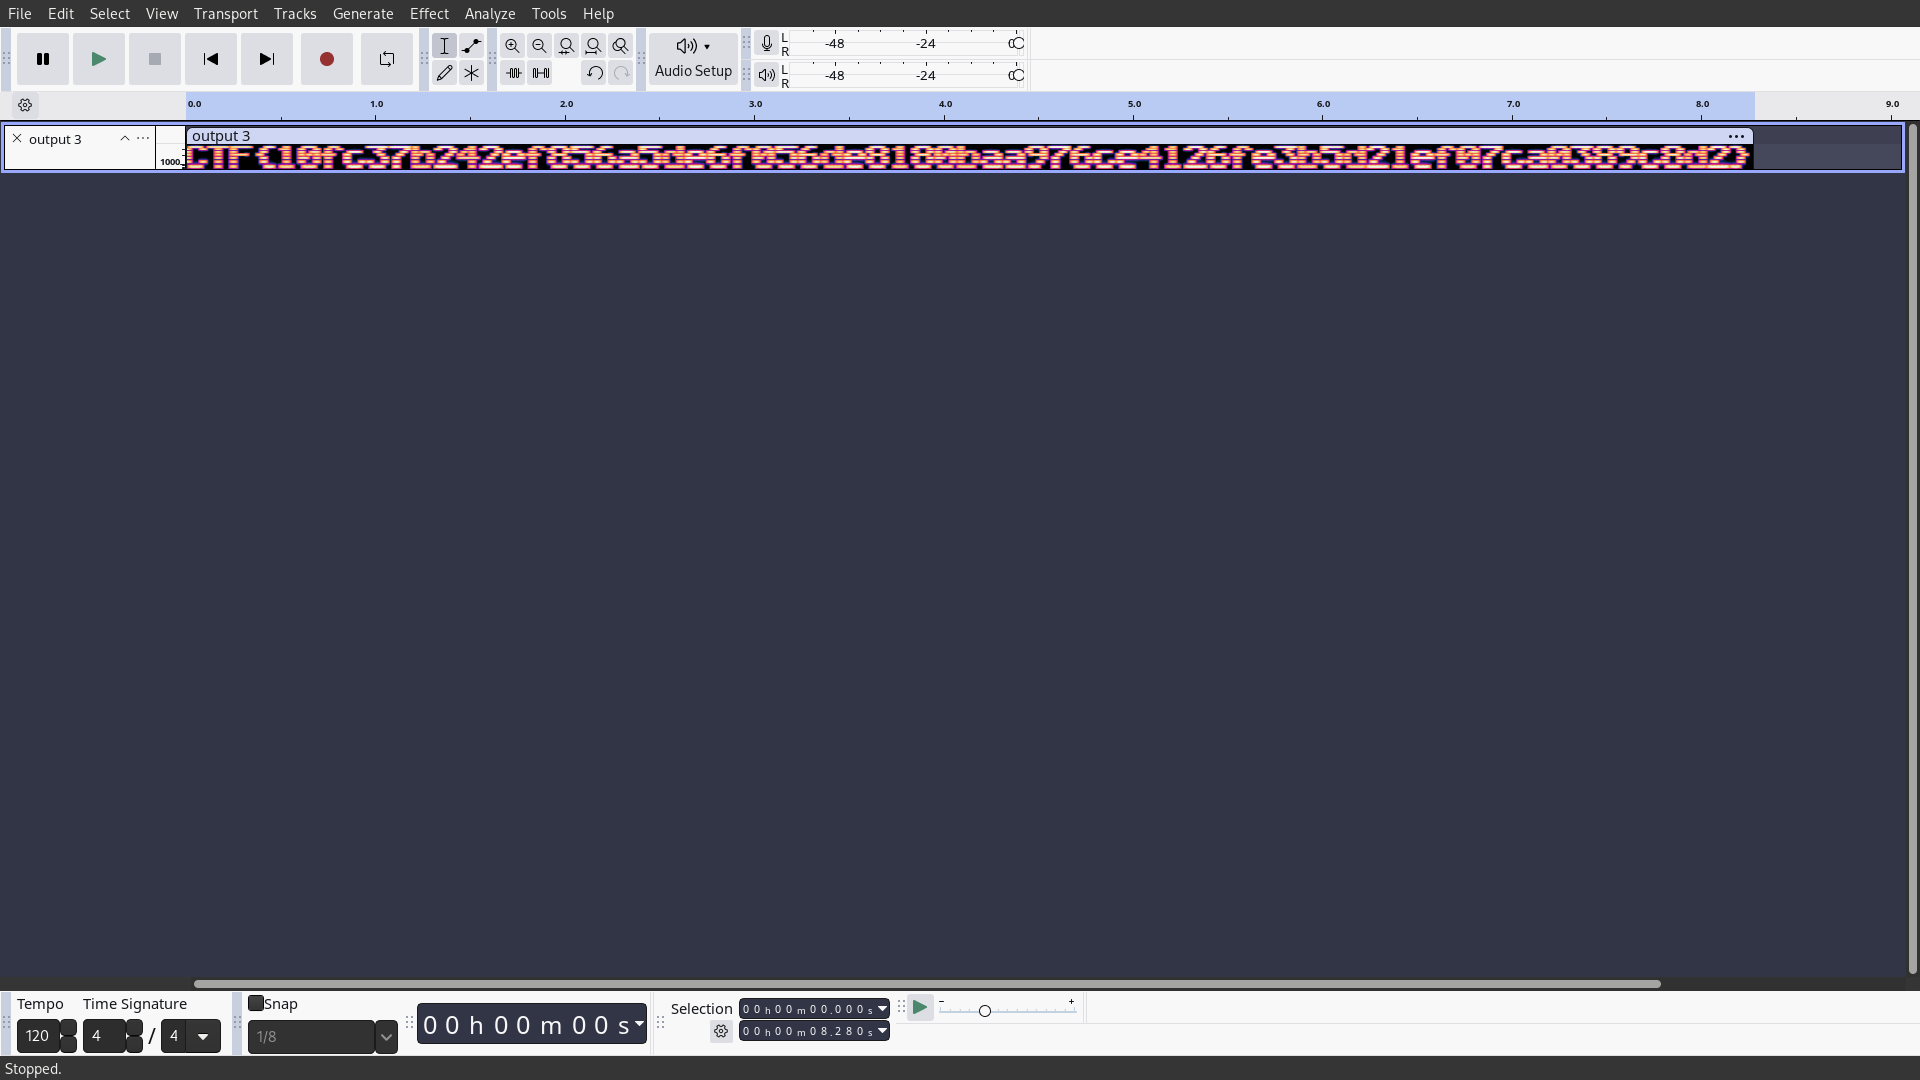 File Edit Select View Transport Tracks Generate Effect Analyze Tools Help
L
R
-48 -24 0
Audio Setup
L
R
-48 -24 0
0.0 1.0 2.0 3.0 4.0 5.0 6.0 7.0 8.0 9.0
output 3
output 3
1000
CTF{10fc37b242ef856a5de6f056de8180baa976ce4126fe3b5d21ef07ca0389c8d2}
Tempo Time Signature Snap
120 4 / 4 1/8
00 h 00 m 00 s
Selection
00 h 00 m 00.000 s
00 h 00 m 08.280 s
- +
Stopped.